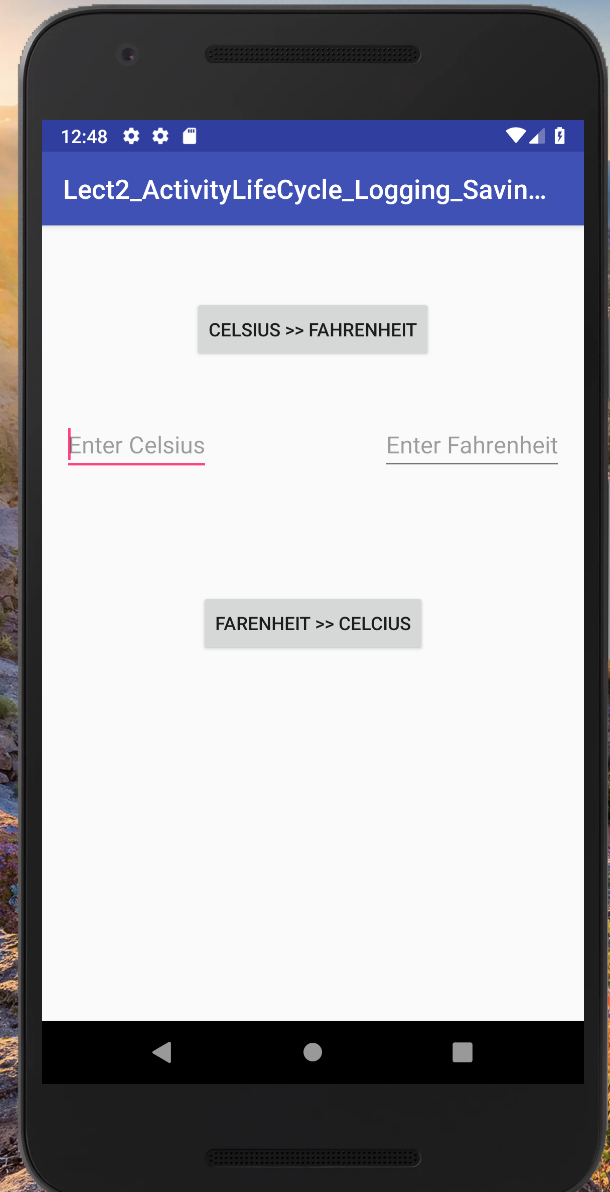 12:48
Lect2_ActivityLifeCycle_Logging_Savin...
CELSIUS >> FAHRENHEIT
Enter Celsius
Enter Fahrenheit
FARENHEIT >> CELCIUS